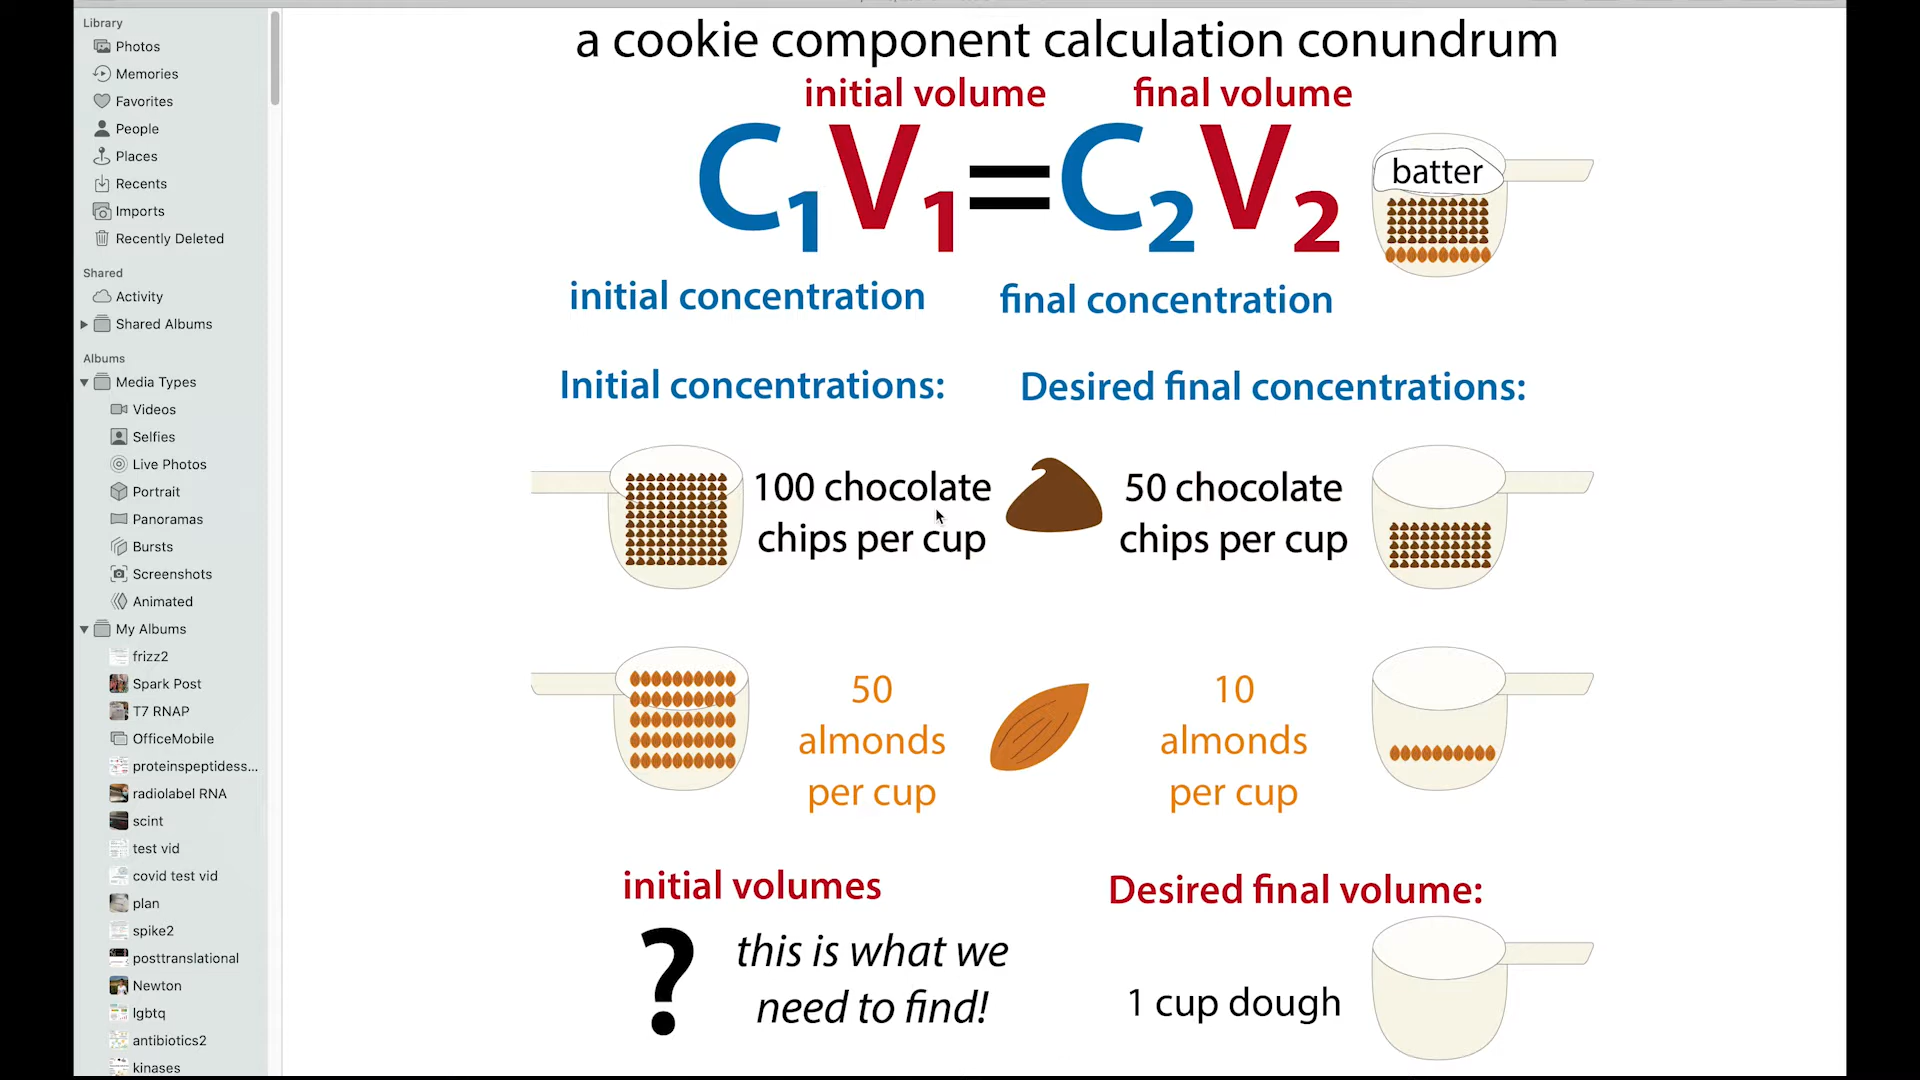 Library
Photos
Memories
Favorites
People
Places
Recents
Imports
Recently Deleted
Shared
Activity
Shared Albums
Albums
Media Types
Videos
Selfies
Live Photos
Portrait
Panoramas
Bursts
Screenshots
Animated
My Albums
frizz2
Spark Post
T7 RNAP
OfficeMobile
proteinspeptidess...
radiolabel RNA
scint
test vid
covid test vid
plan
spike2
posttranslational
Newton
lgbtq
antibiotics2
kinases
a cookie component calculation conundrum
initial volume final volume
C1V1=C2V2
batter
initial concentration final concentration
Initial concentrations: Desired final concentrations:
100 chocolate
chips per cup
50 chocolate
chips per cup
50
almonds
per cup
10
almonds
per cup
initial volumes
? this is what we
need to find!
Desired final volume:
1 cup dough